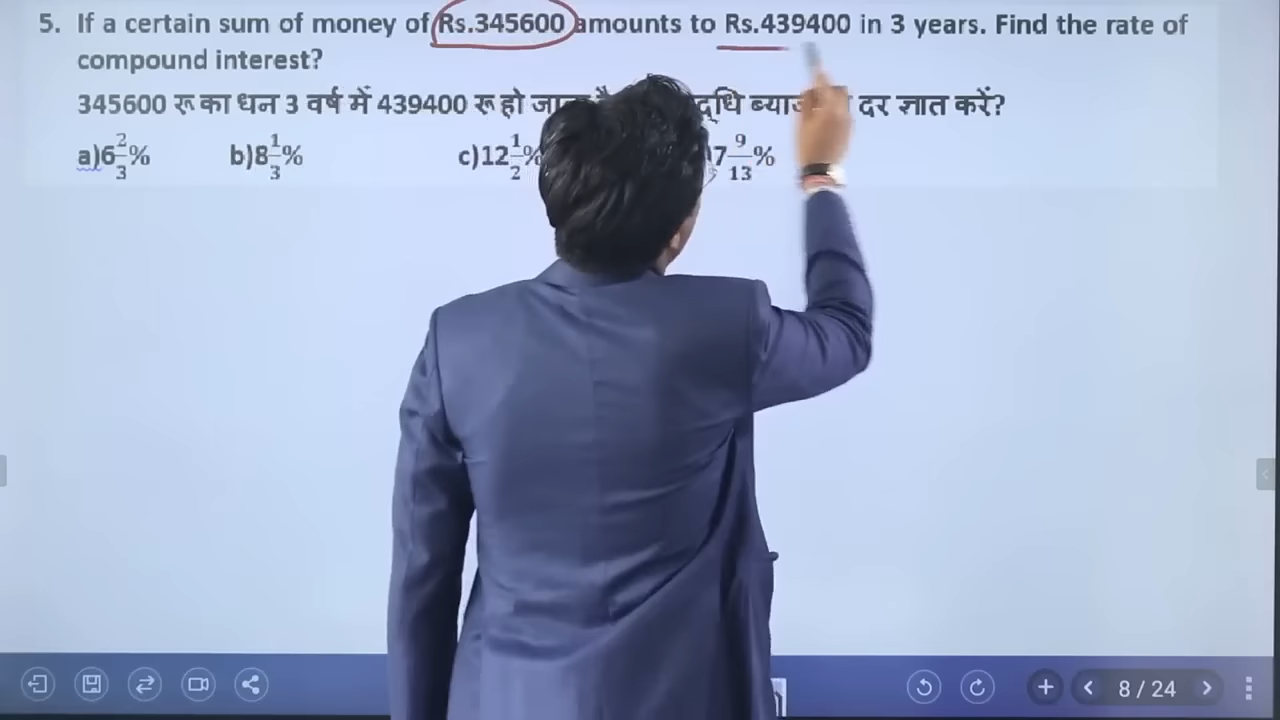 5. If a certain sum of money of Rs.345600 amounts to Rs.439400 in 3 years. Find the rate of
compound interest?
345600 रू का धन 3 वर्ष में 439400 रू हो ब्याज दर ज्ञात करें?
a)6 2/3% b)8 1/3% c)12 1/2% 7 9/13%
8 / 24